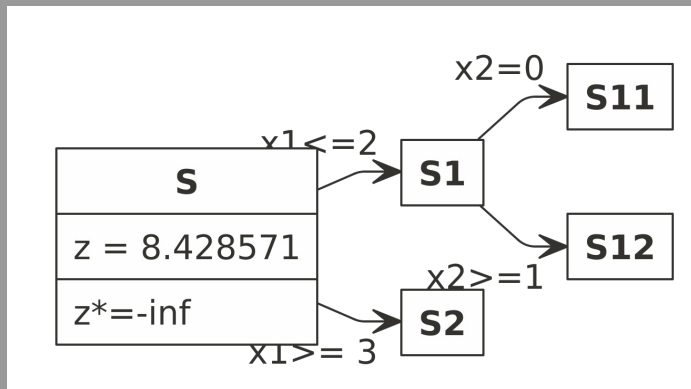 x2=0
S11
x1<=2
S
S1
z = 8.428571
S12
x2>=1
z*=-inf
S2
x1>= 3